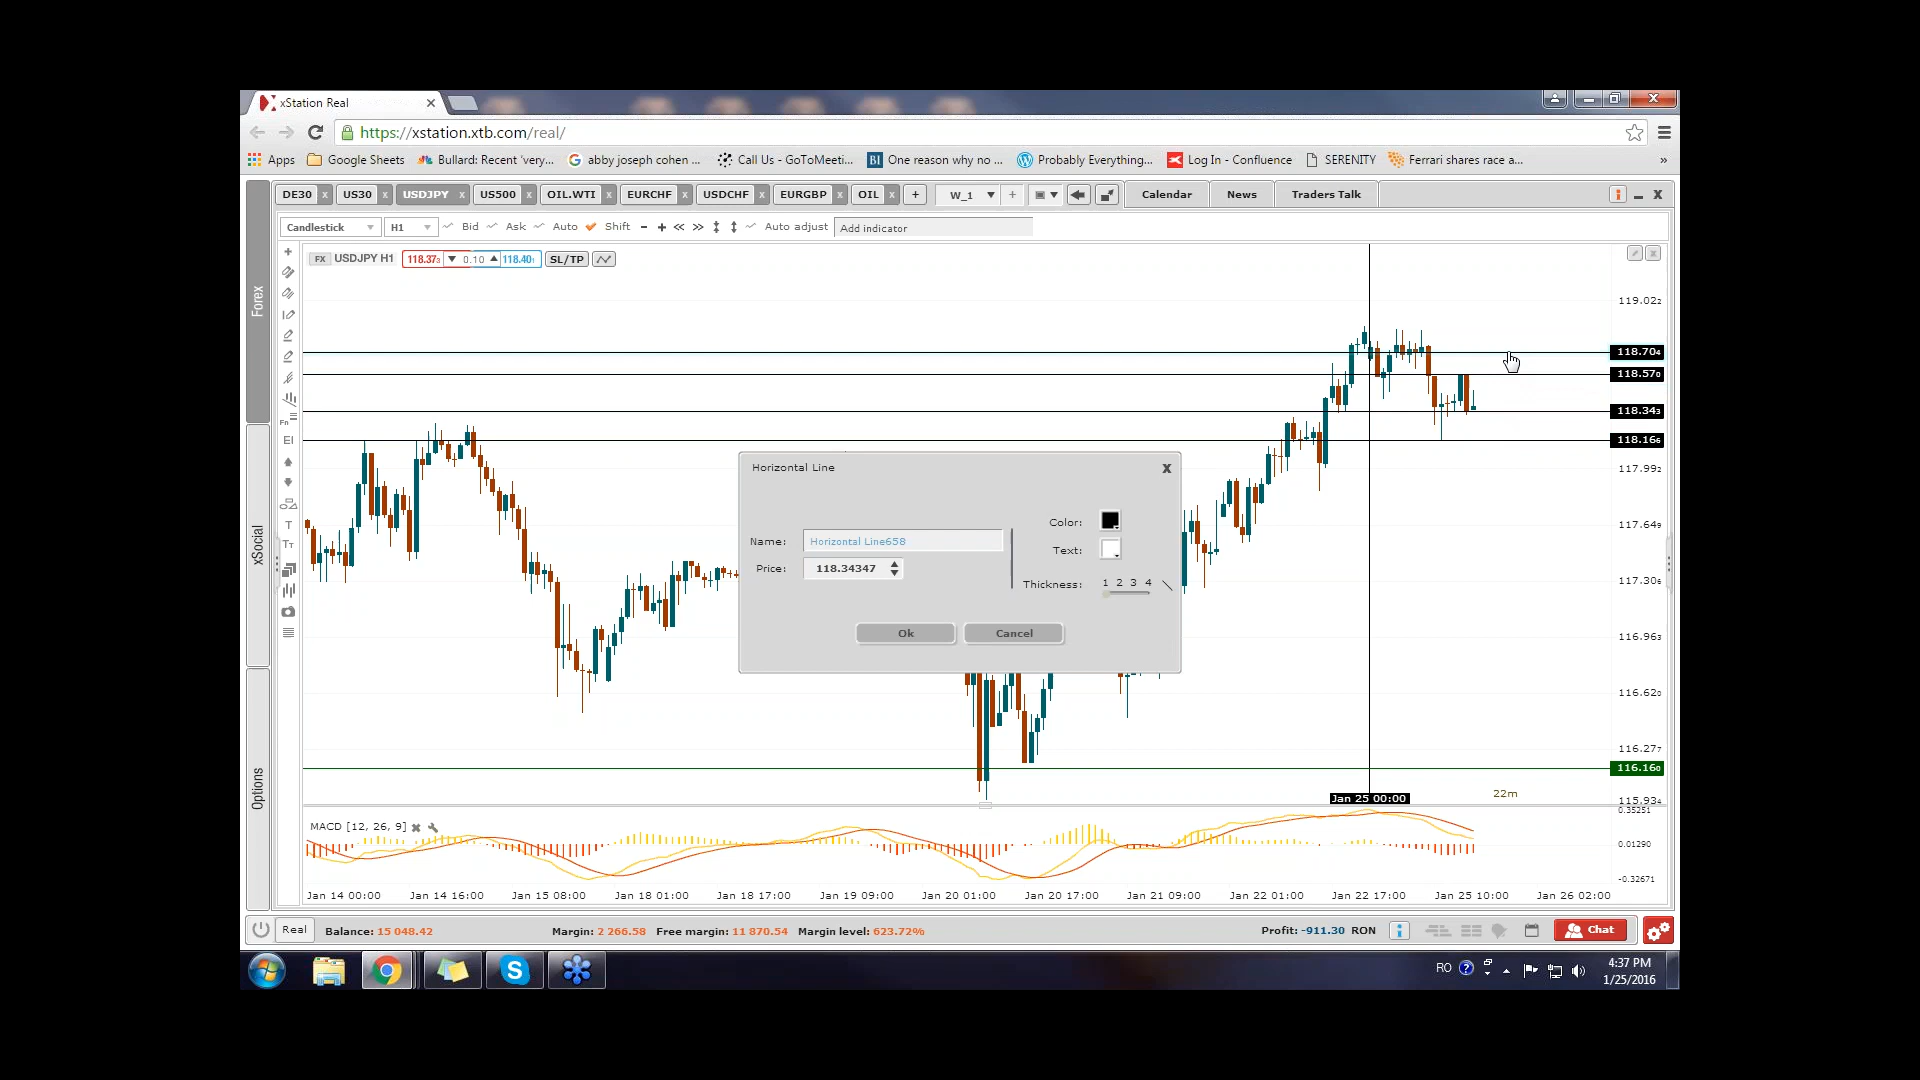 xStation Real
https://xstation.xtb.com/real/
Apps Google Sheets Bullard: Recent 'very... abby joseph cohen ... Call Us - GoToMeeti... BI One reason why no ... Probably Everything... Log In - Confluence SERENITY Ferrari shares race a... »
DE30 x US30 x USDJPY x US500 x OIL.WTI x EURCHF x USDCHF x EURGBP x OIL x + W_1 + Calendar News Traders Talk
Candlestick H1 Bid Ask Auto Shift - + << >> Auto adjust Add indicator
FX USDJPY H1 118.373 0.10 118.401 SL/TP
Forex
xSocial
Options
Fn
EI
T
TT
119.022
118.704
118.570
118.343
118.166
117.992
117.649
117.306
116.963
116.620
116.277
116.160
115.934
Horizontal Line X
Name: Horizontal Line658
Price: 118.34347
Color:
Text:
Thickness: 1 2 3 4
Ok Cancel
Jan 25 00:00
22m
MACD [12, 26, 9]
0.35251
0.01290
-0.32671
Jan 14 00:00 Jan 14 16:00 Jan 15 08:00 Jan 18 01:00 Jan 18 17:00 Jan 19 09:00 Jan 20 01:00 Jan 20 17:00 Jan 21 09:00 Jan 22 01:00 Jan 22 17:00 Jan 25 10:00 Jan 26 02:00
Real Balance: 15 048.42 Margin: 2 266.58 Free margin: 11 870.54 Margin level: 623.72% Profit: -911.30 RON Chat
RO 4:37 PM
1/25/2016